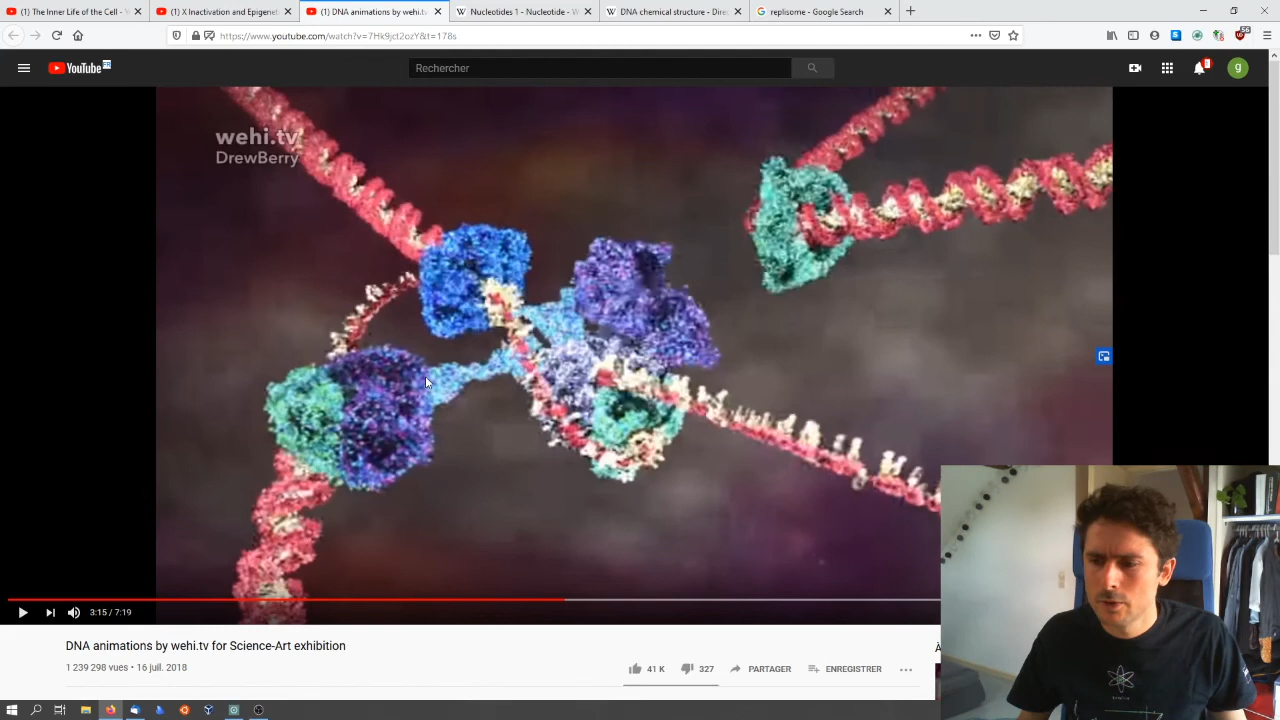 (1) The Inner Life of the Cell - Y
(1) X Inactivation and Epigene
(1) DNA animations by wehi.tv
Nucleotides 1 - Nucleotide - W
DNA chemical structure - Dire
replisome - Google Search
https://www.youtube.com/watch?v=7Hk9jct2ozY&t=178s
56
YouTube FR
Rechercher
g
wehi.tv
DrewBerry
3:15 / 7:19
DNA animations by wehi.tv for Science-Art exhibition
1 239 298 vues • 16 juil. 2018
41 K
327
PARTAGER
ENREGISTRER
À